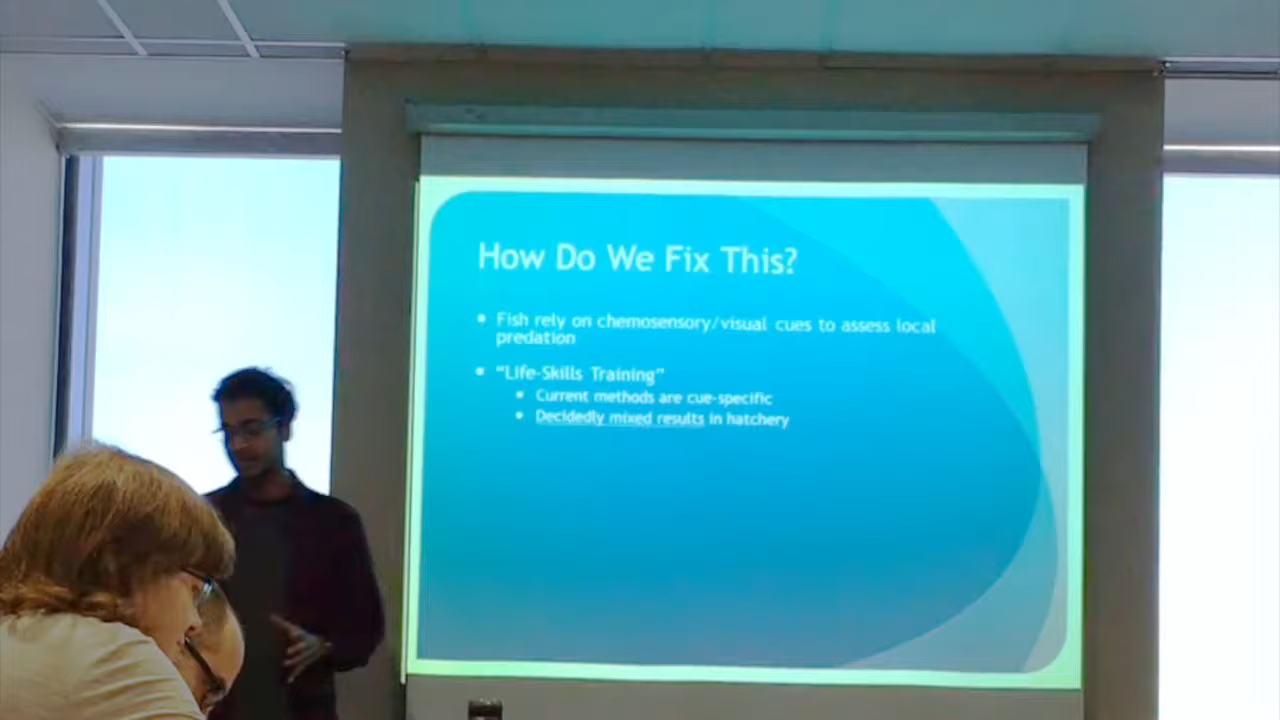 How Do We Fix This?
• Fish rely on chemosensory/visual cues to assess local
predation
• “Life-Skills Training”
• Current methods are cue-specific
• Decidedly mixed results in hatchery